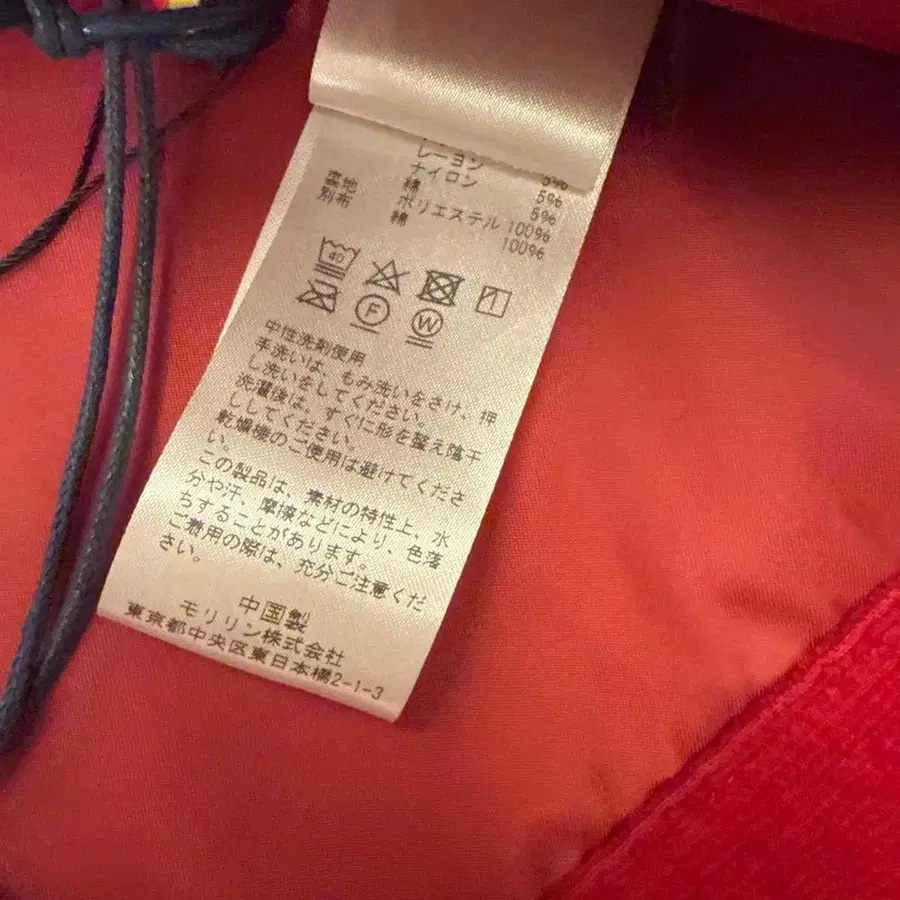 レーヨン 5%
ナイロン 5%
綿 5%
裏地 ポリエステル 100%
別布 綿 100%
40
F W
中性洗剤使用
手洗いは、もみ洗いをさけ、押
し洗いをしてください。
洗濯後は、すぐに形を整え陰干
ししてください。
乾燥機のご使用は避けてくださ
い。
この製品は、素材の特性上、水
分や汗、摩擦などにより、色落
ちすることがあります。
ご着用の際は、充分ご注意くだ
さい。
中国製
モリリン株式会社
東京都中央区東日本橋2-1-3